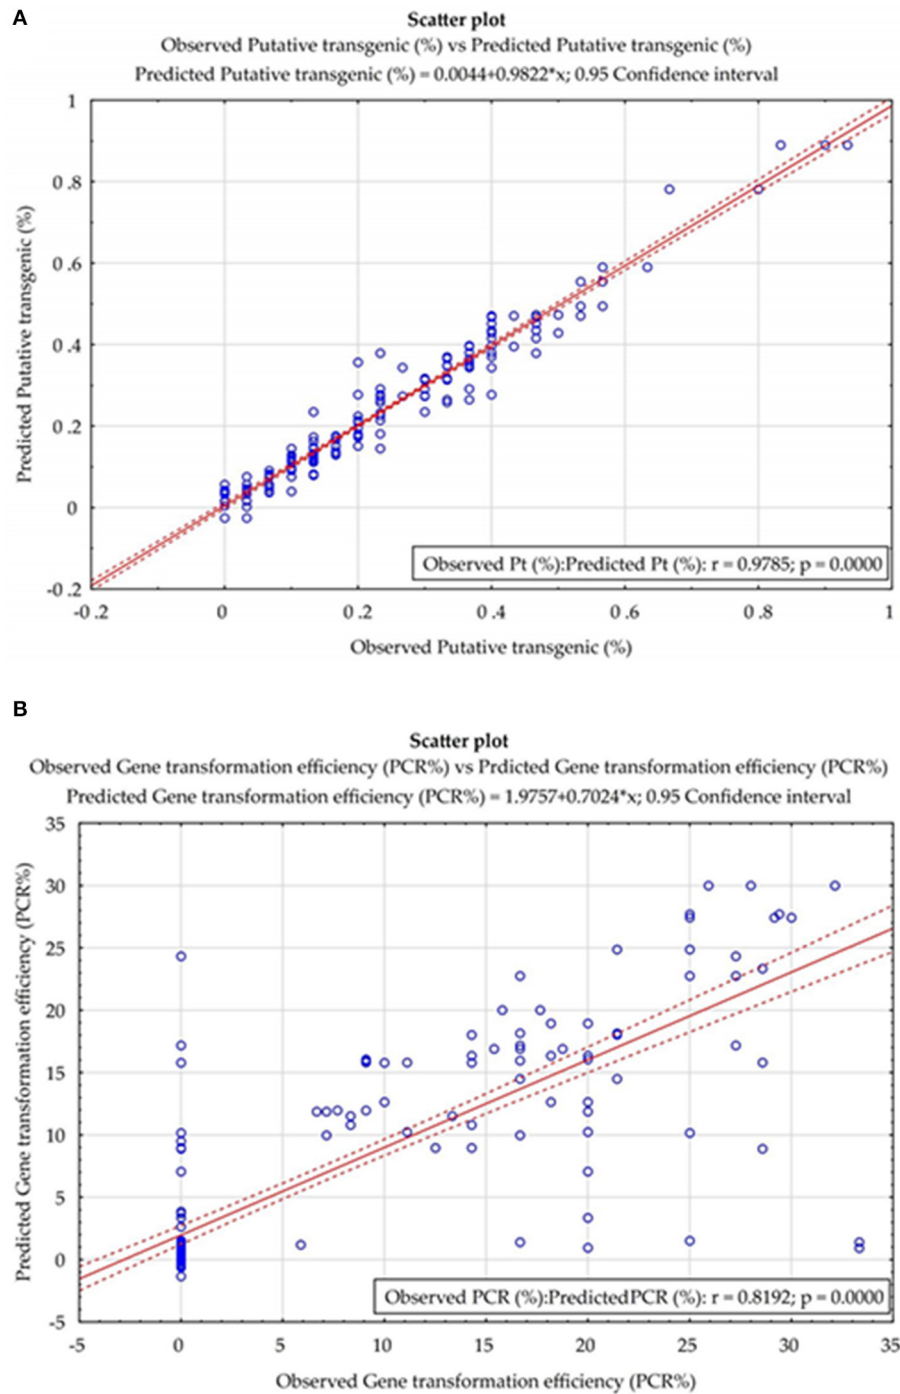 A
Scatter plot
Observed Putative transgenic (%) vs Predicted Putative transgenic (%)
Predicted Putative transgenic (%) = 0.0044+0.9822*x; 0.95 Confidence interval
1
0.8
0.6
0.4
0.2
0
-0.2
Predicted Putative transgenic (%)
Observed Pt (%):Predicted Pt (%): r = 0.9785; p = 0.0000
-0.2 0 0.2 0.4 0.6 0.8 1
Observed Putative transgenic (%)
B
Scatter plot
Observed Gene transformation efficiency (PCR%) vs Prdicted Gene transformation efficiency (PCR%)
Predicted Gene transformation efficiency (PCR%) = 1.9757+0.7024*x; 0.95 Confidence interval
35
30
25
20
15
10
5
0
-5
Predicted Gene transformation efficiency (PCR%)
Observed PCR (%):PredictedPCR (%): r = 0.8192; p = 0.0000
-5 0 5 10 15 20 25 30 35
Observed Gene transformation efficiency (PCR%)